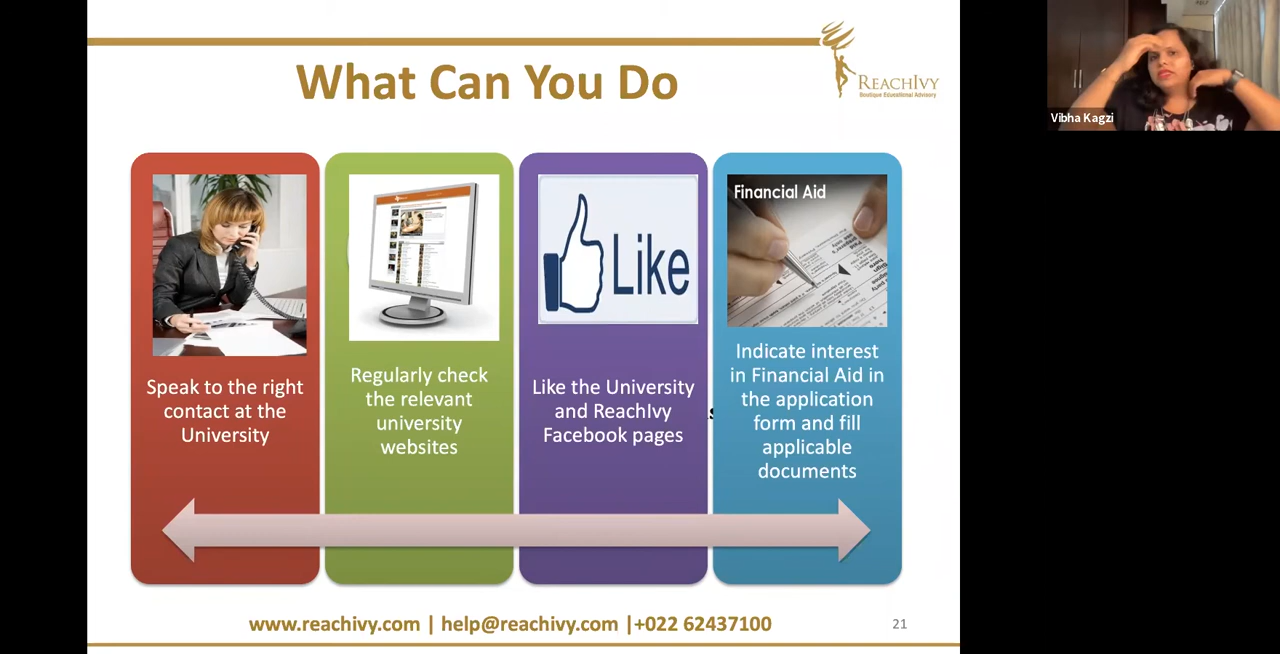 What Can You Do
REACHIVY
Boutique Educational Advisory
Vibha Kagzi
Speak to the right
contact at the
University
Regularly check
the relevant
university
websites
Like
Like the University
and ReachIvy
Facebook pages
s
Financial Aid
Indicate interest
in Financial Aid in
the application
form and fill
applicable
documents
www.reachivy.com | help@reachivy.com |+022 62437100
21